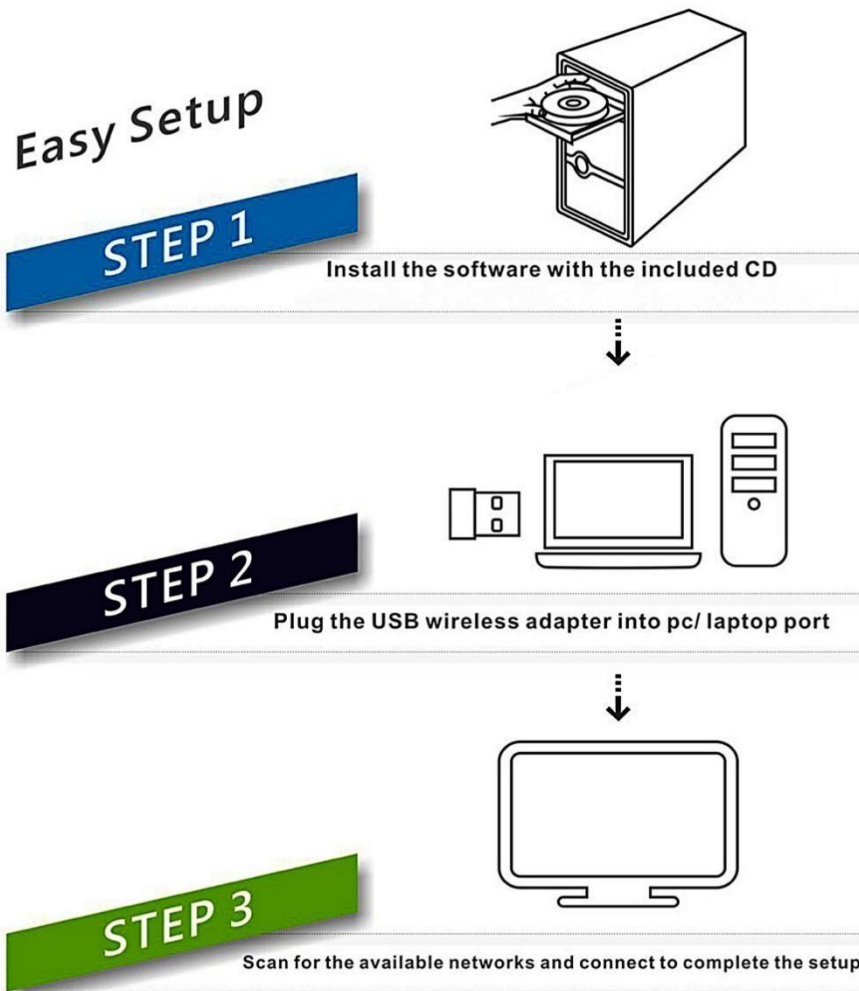 Easy Setup
STEP 1
Install the software with the included CD
STEP 2
Plug the USB wireless adapter into pc/ laptop port
STEP 3
Scan for the available networks and connect to complete the setup